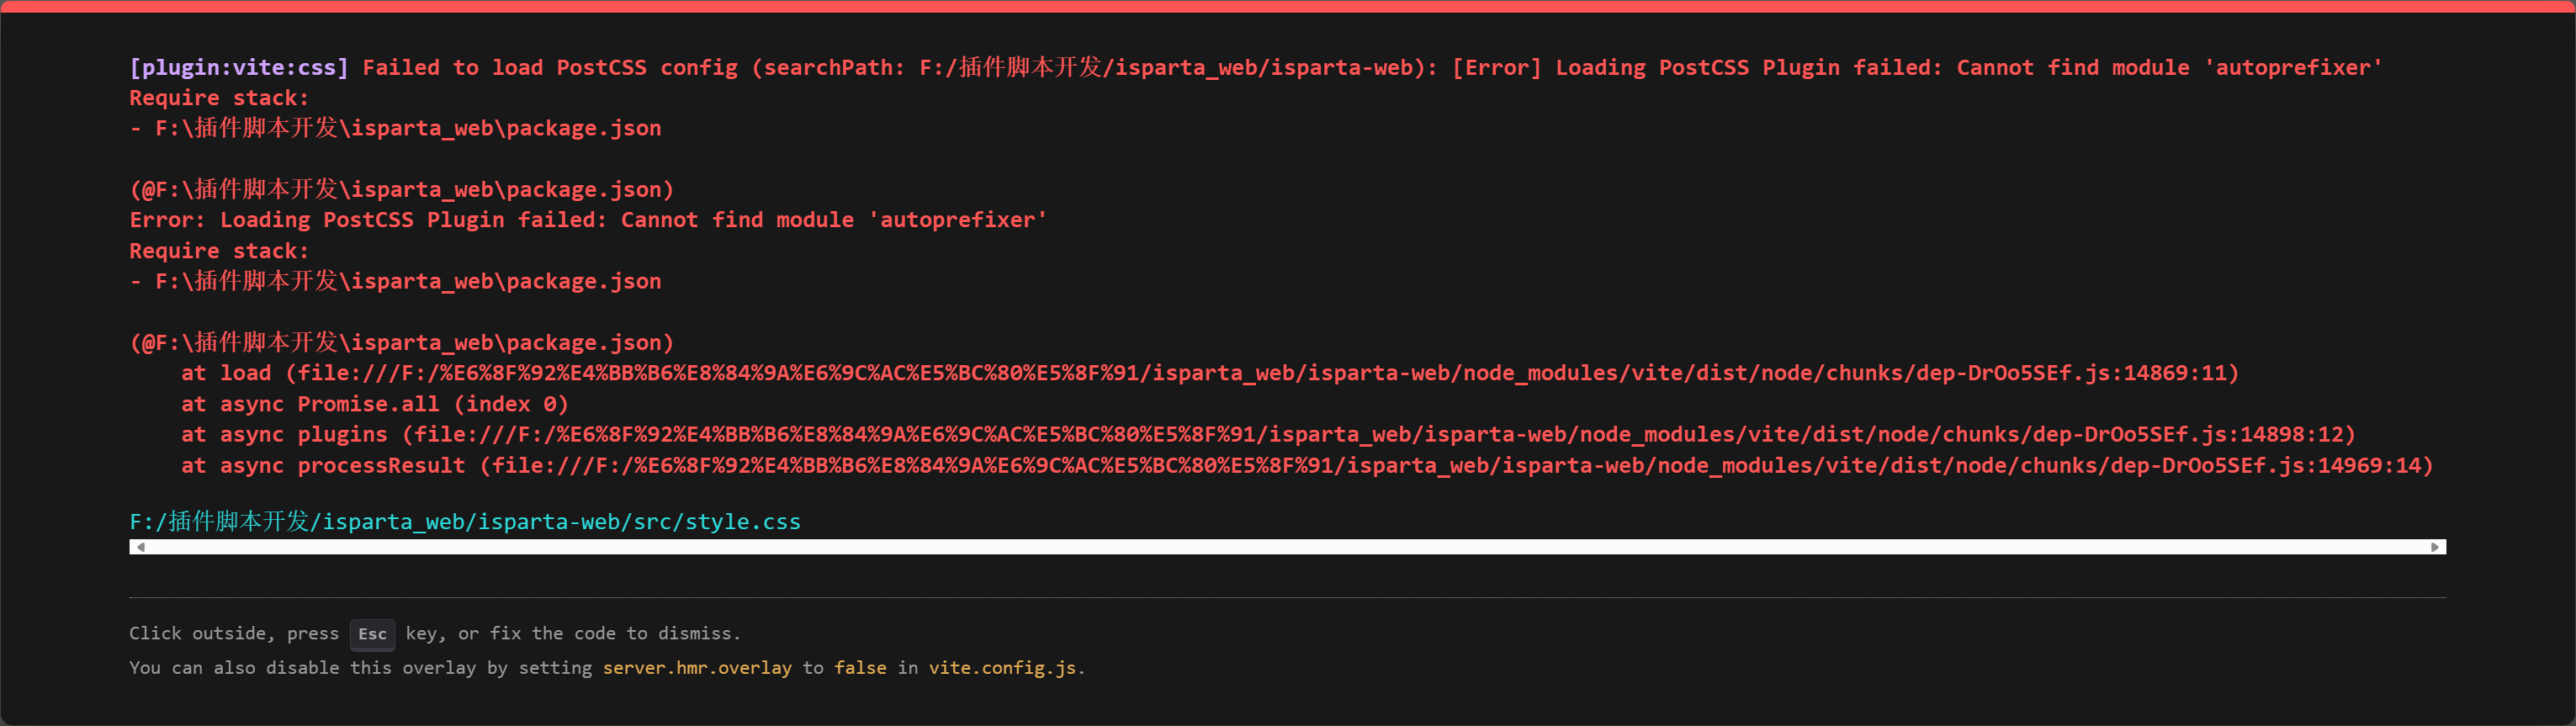 [plugin:vite:css] Failed to load PostCSS config (searchPath: F:/插件脚本开发/isparta_web/isparta-web): [Error] Loading PostCSS Plugin failed: Cannot find module 'autoprefixer'
Require stack:
- F:\插件脚本开发\isparta_web\package.json
(@F:\插件脚本开发\isparta_web\package.json)
Error: Loading PostCSS Plugin failed: Cannot find module 'autoprefixer'
Require stack:
- F:\插件脚本开发\isparta_web\package.json
(@F:\插件脚本开发\isparta_web\package.json)
at load (file:///F:/%E6%8F%92%E4%BB%B6%E8%84%9A%E6%9C%AC%E5%BC%80%E5%8F%91/isparta_web/isparta-web/node_modules/vite/dist/node/chunks/dep-DrOo5SEf.js:14869:11)
at async Promise.all (index 0)
at async plugins (file:///F:/%E6%8F%92%E4%BB%B6%E8%84%9A%E6%9C%AC%E5%BC%80%E5%8F%91/isparta_web/isparta-web/node_modules/vite/dist/node/chunks/dep-DrOo5SEf.js:14898:12)
at async processResult (file:///F:/%E6%8F%92%E4%BB%B6%E8%84%9A%E6%9C%AC%E5%BC%80%E5%8F%91/isparta_web/isparta-web/node_modules/vite/dist/node/chunks/dep-DrOo5SEf.js:14969:14)
F:/插件脚本开发/isparta_web/isparta-web/src/style.css
Click outside, press Esc key, or fix the code to dismiss.
You can also disable this overlay by setting server.hmr.overlay to false in vite.config.js.